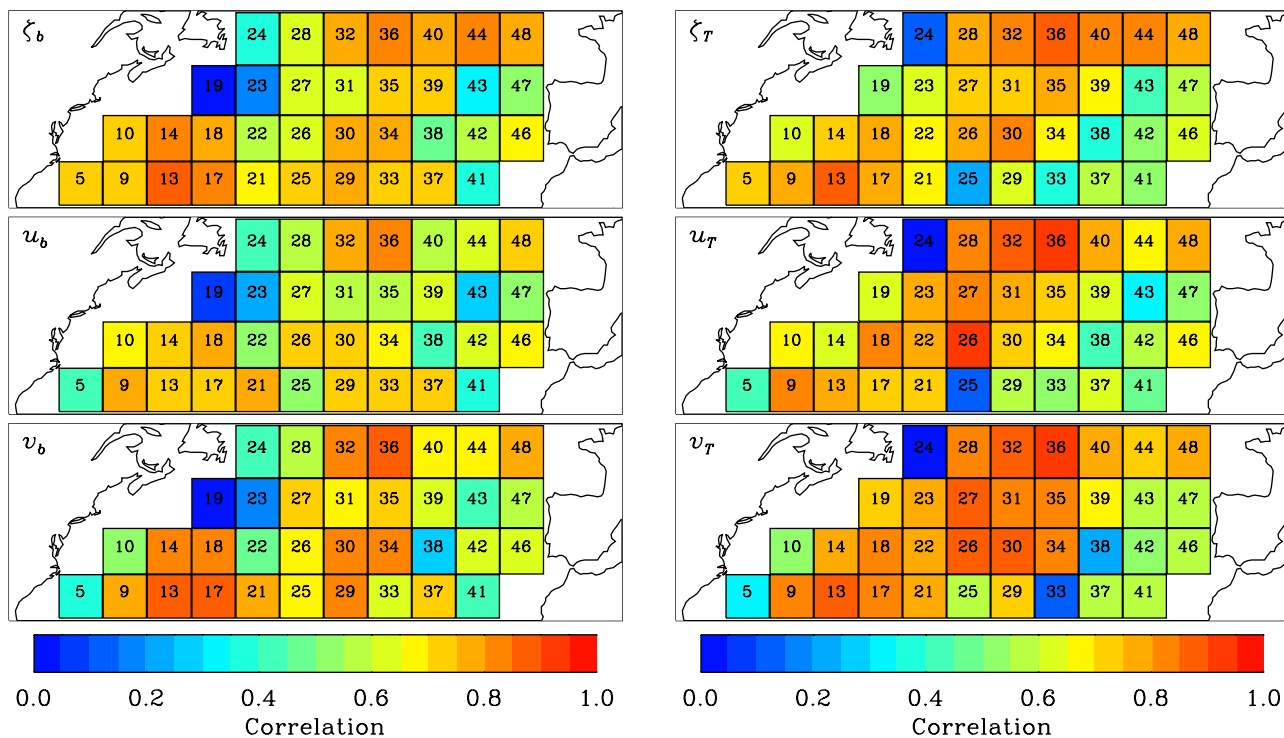 ζb
24 28 32 36 40 44 48
19 23 27 31 35 39 43 47
10 14 18 22 26 30 34 38 42 46
5 9 13 17 21 25 29 33 37 41
ub
24 28 32 36 40 44 48
19 23 27 31 35 39 43 47
10 14 18 22 26 30 34 38 42 46
5 9 13 17 21 25 29 33 37 41
vb
24 28 32 36 40 44 48
19 23 27 31 35 39 43 47
10 14 18 22 26 30 34 38 42 46
5 9 13 17 21 25 29 33 37 41
0.0 0.2 0.4 0.6 0.8 1.0
Correlation
ζT
24 28 32 36 40 44 48
19 23 27 31 35 39 43 47
10 14 18 22 26 30 34 38 42 46
5 9 13 17 21 25 29 33 37 41
uT
24 28 32 36 40 44 48
19 23 27 31 35 39 43 47
10 14 18 22 26 30 34 38 42 46
5 9 13 17 21 25 29 33 37 41
vT
24 28 32 36 40 44 48
19 23 27 31 35 39 43 47
10 14 18 22 26 30 34 38 42 46
5 9 13 17 21 25 29 33 37 41
0.0 0.2 0.4 0.6 0.8 1.0
Correlation